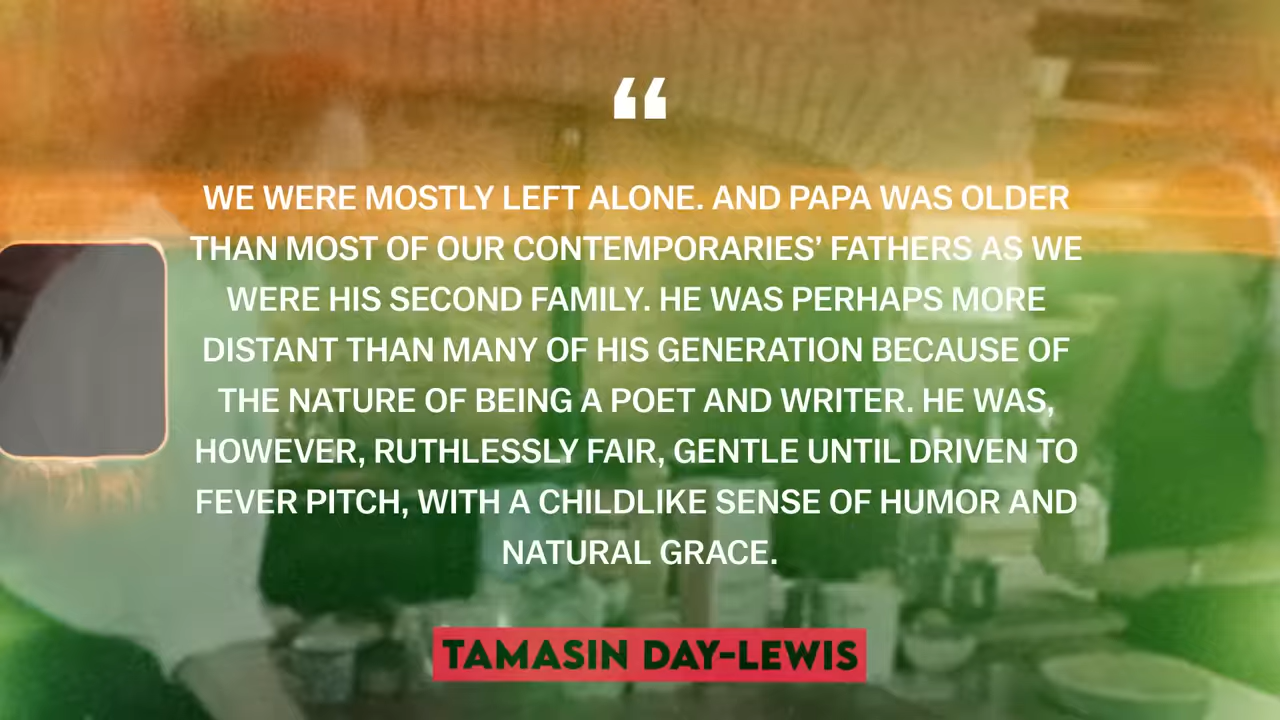 “
WE WERE MOSTLY LEFT ALONE. AND PAPA WAS OLDER
THAN MOST OF OUR CONTEMPORARIES’ FATHERS AS WE
WERE HIS SECOND FAMILY. HE WAS PERHAPS MORE
DISTANT THAN MANY OF HIS GENERATION BECAUSE OF
THE NATURE OF BEING A POET AND WRITER. HE WAS,
HOWEVER, RUTHLESSLY FAIR, GENTLE UNTIL DRIVEN TO
FEVER PITCH, WITH A CHILDLIKE SENSE OF HUMOR AND
NATURAL GRACE.
TAMASIN DAY-LEWIS